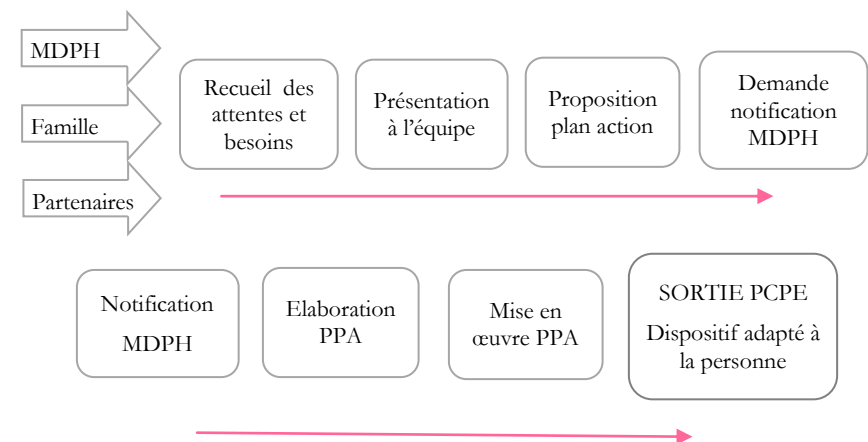 MDPH
Famille
Partenaires
Recueil des
attentes et
besoins
Présentation
à l’équipe
Proposition
plan action
Demande
notification
MDPH
Notification
MDPH
Elaboration
PPA
Mise en
œuvre PPA
SORTIE PCPE
Dispositif adapté à
la personne